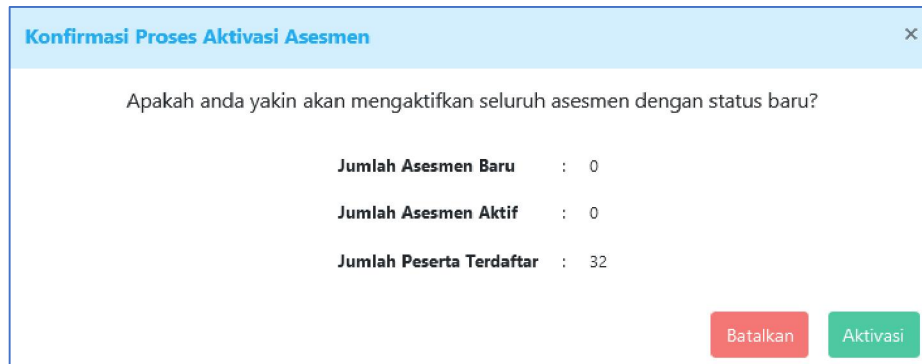 Konfirmasi Proses Aktivasi Asesmen ×
Apakah anda yakin akan mengaktifkan seluruh asesmen dengan status baru?
Jumlah Asesmen Baru : 0
Jumlah Asesmen Aktif : 0
Jumlah Peserta Terdaftar : 32
Batalkan Aktivasi